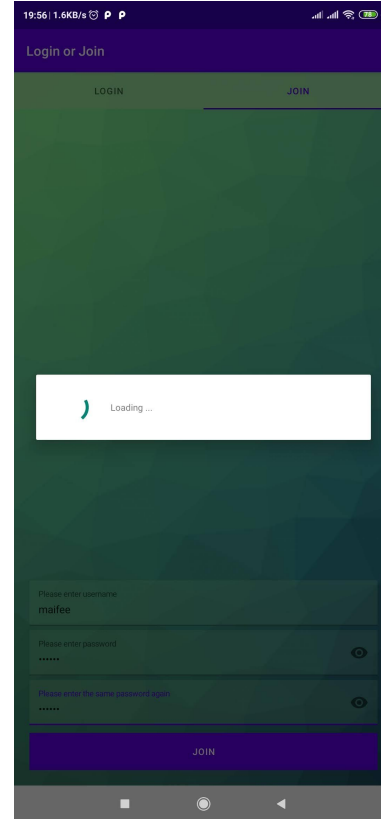 19:56 | 1.6KB/s
78
Login or Join
LOGIN
JOIN
Loading ...
Please enter username
maifee
Please enter password
••••••
Please enter the same password again
••••••
JOIN